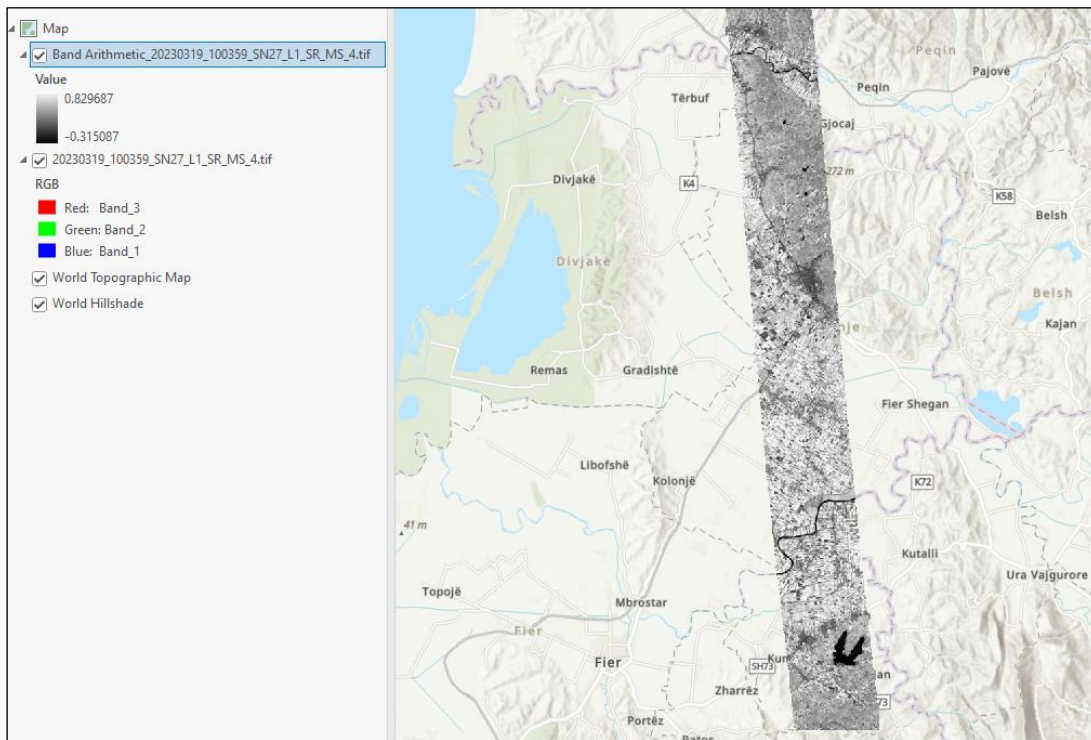 Map
Band Arithmetic_20230319_100359_SN27_L1_SR_MS_4.tif
Value
0.829687
-0.315087
20230319_100359_SN27_L1_SR_MS_4.tif
RGB
Red: Band_3
Green: Band_2
Blue: Band_1
World Topographic Map
World Hillshade
Peqin
Pajovë
Peqin
Tërbuf
Gjocaj
272 m
Divjakë
K4
K58
Belsh
Divjakë
Belsh
Kajan
Remas
Gradishtë
Fier Shegan
Libofshë
Kolonjë
K72
41 m
Kutalli
Ura Vajgurore
Topojë
Mbrostar
Fier
Fier
SH73
Zharrëz
Portëz